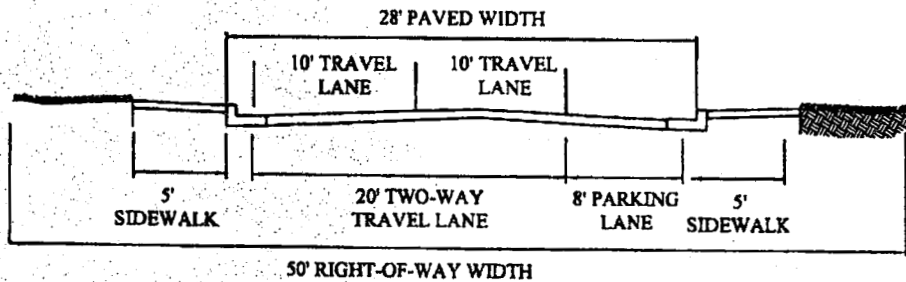 28' PAVED WIDTH
10' TRAVEL
LANE
10' TRAVEL
LANE
5'
SIDEWALK
20' TWO-WAY
TRAVEL LANE
8' PARKING
LANE
5'
SIDEWALK
50' RIGHT-OF-WAY WIDTH